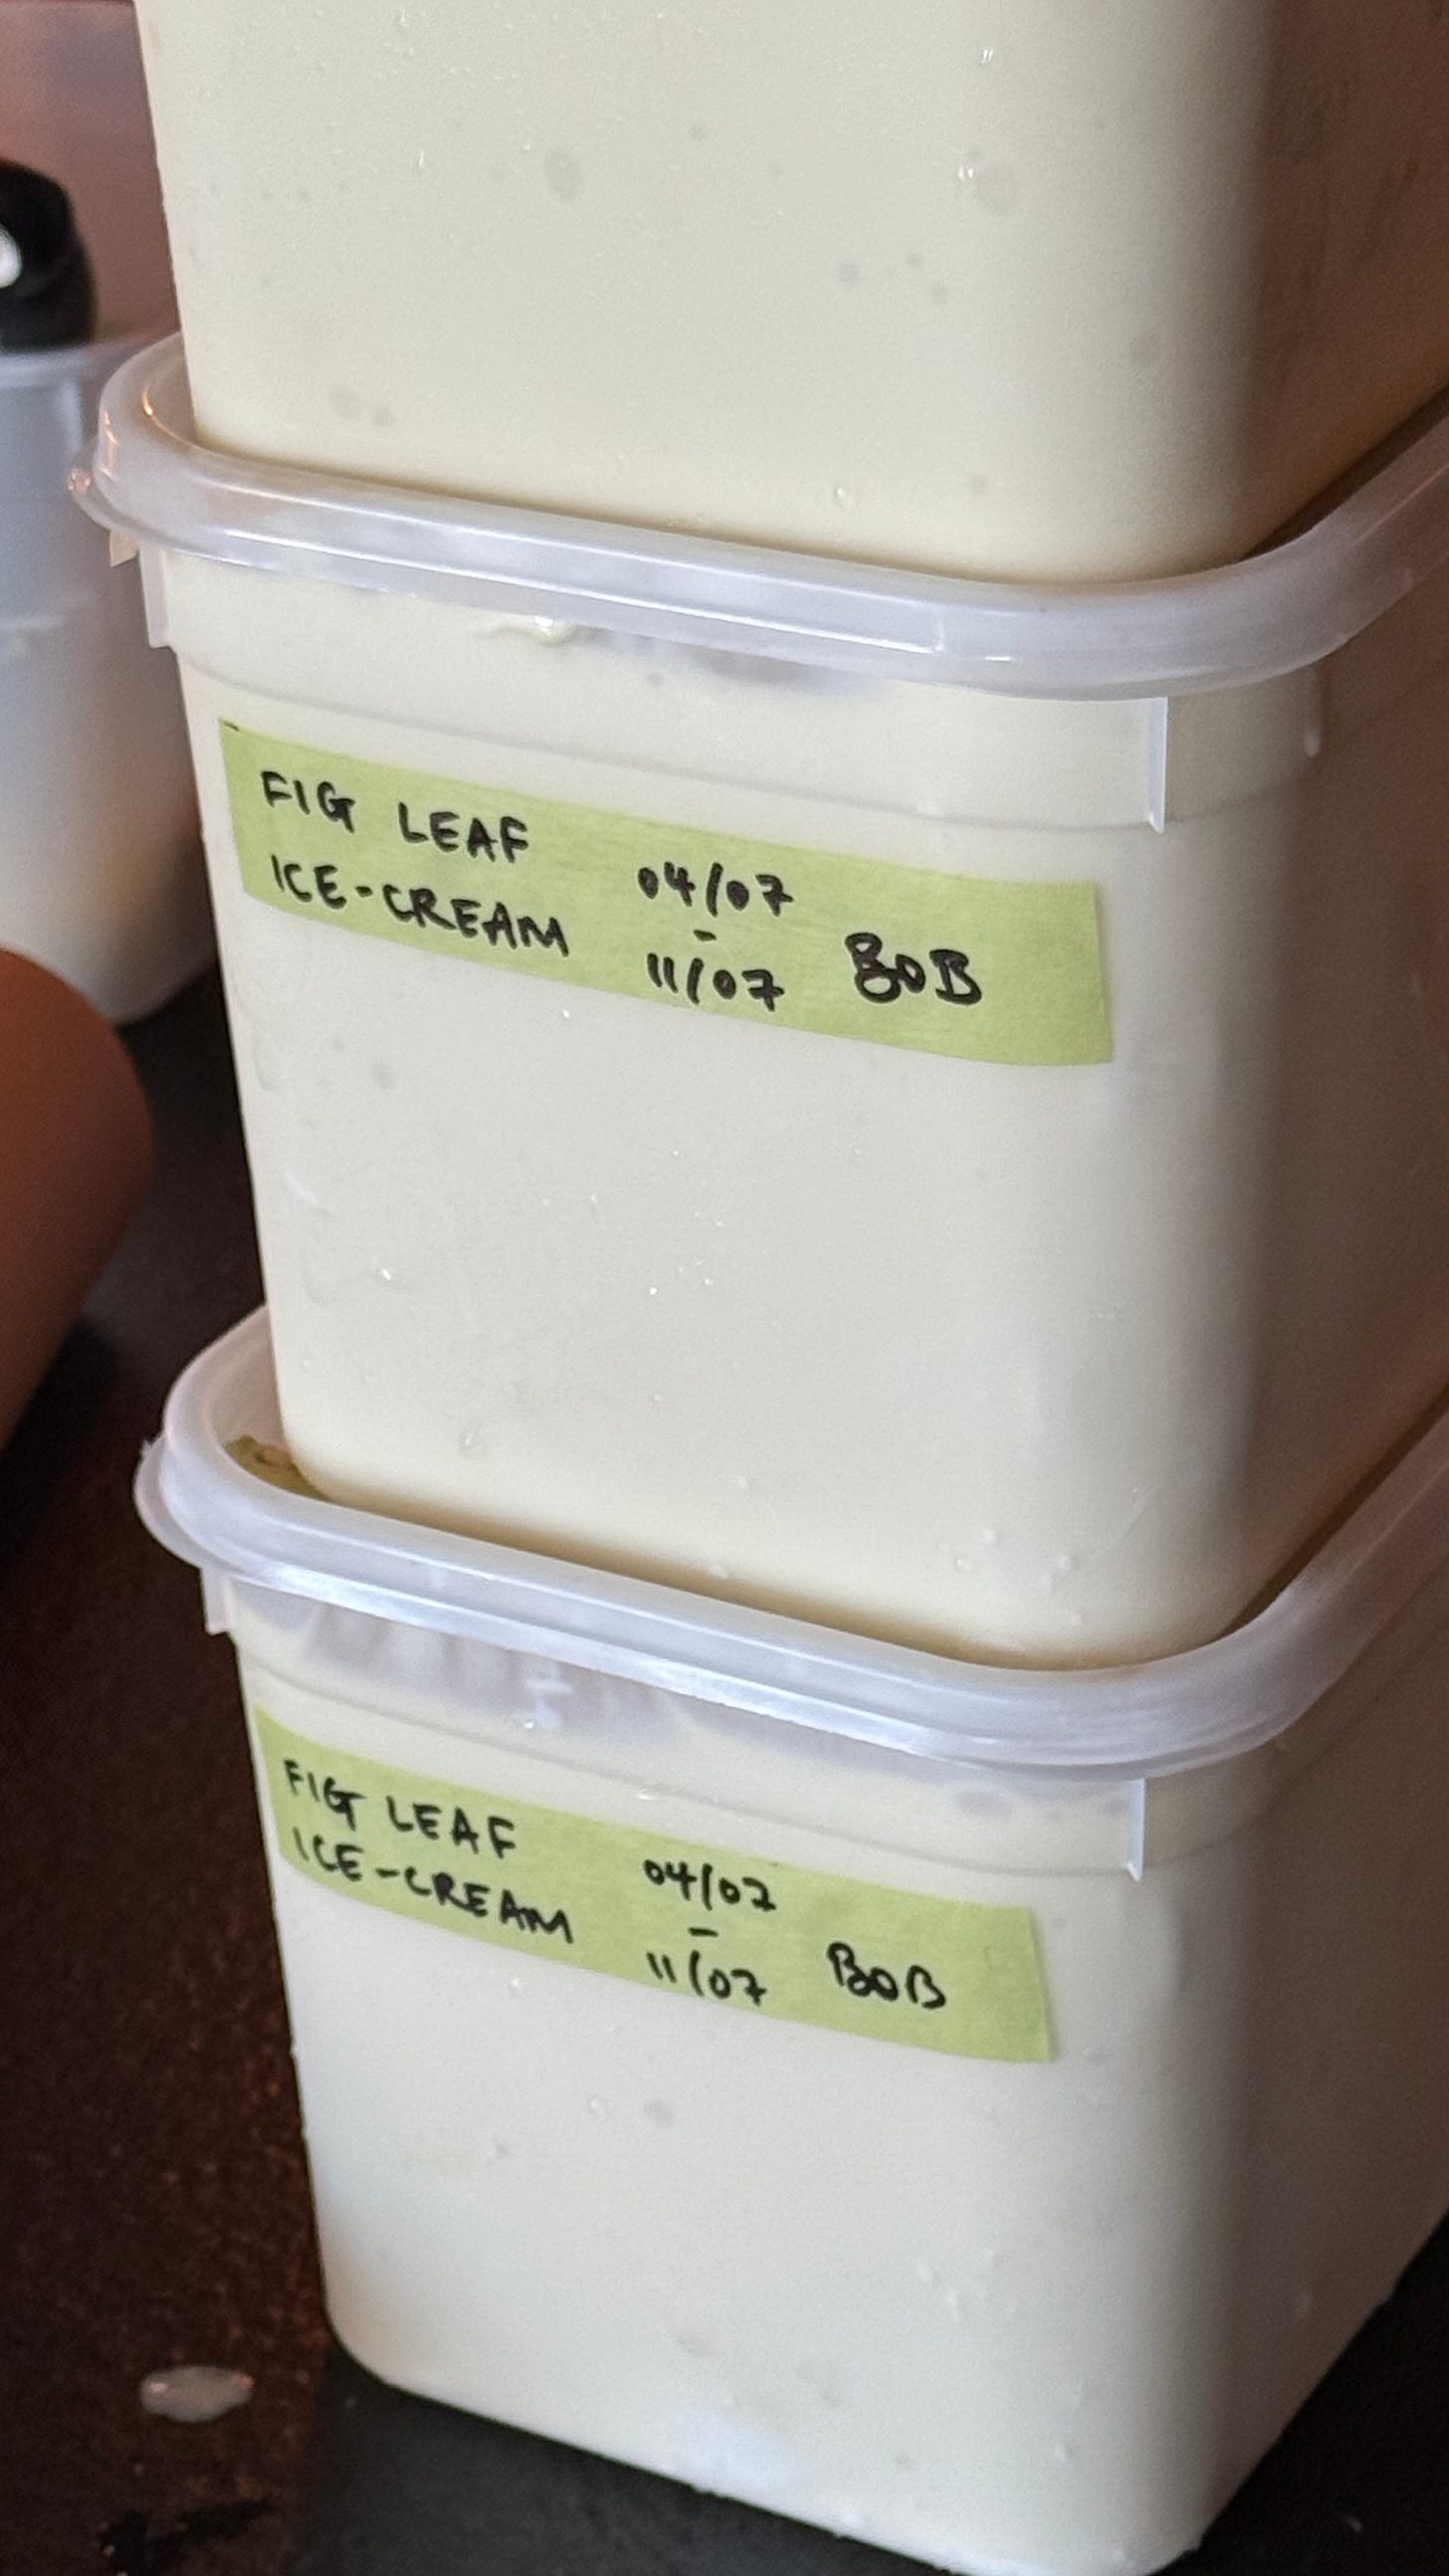 FIG LEAF
ICE-CREAM
04/07
-
11/07
BOB
FIG LEAF
ICE-CREAM
04/07
-
11/07
BOB